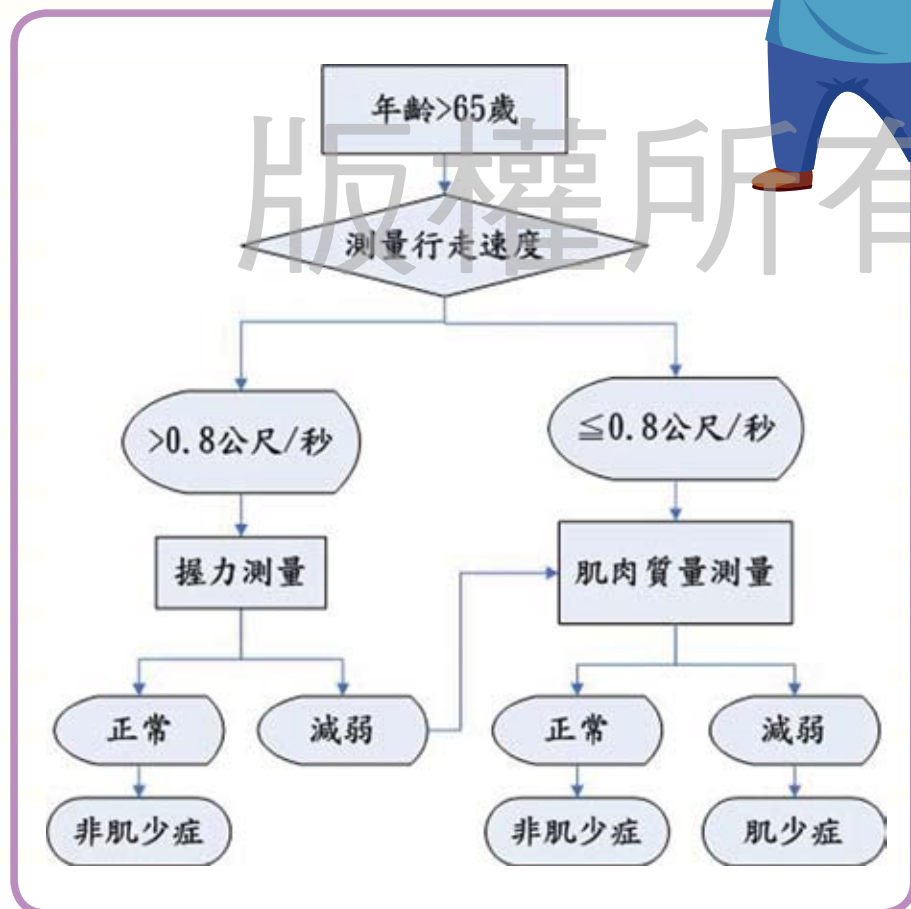 年齡>65歲
版權所有
測量行走速度
>0.8公尺/秒
≦0.8公尺/秒
握力測量
肌肉質量測量
正常
減弱
正常
減弱
非肌少症
非肌少症
肌少症